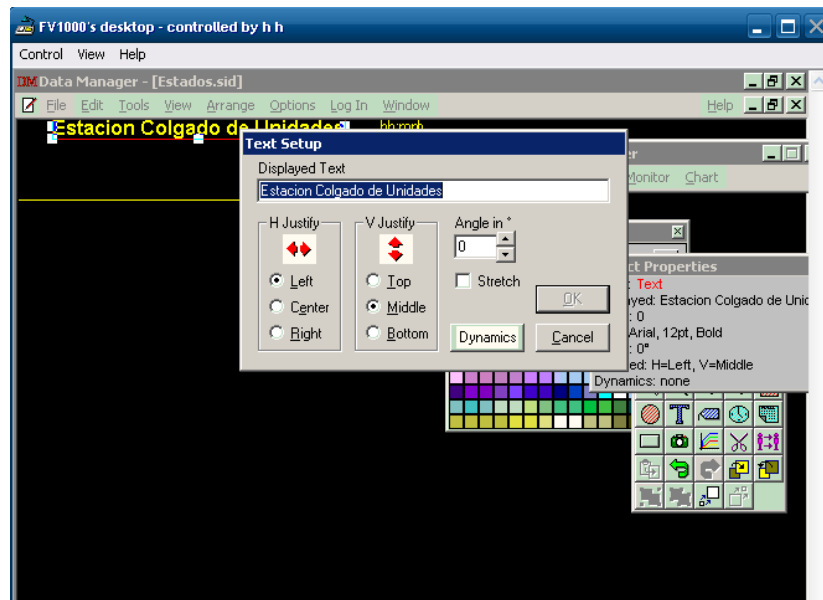 FV1000's desktop - controlled by h h
Control View Help
DM Data Manager - [Estados.sid]
File Edit Tools View Arrange Options Log In Window Help
Estacion Colgado de Unidades hh:mph
Text Setup
Displayed Text
Estacion Colgado de Unidades
Monitor Chart
H Justify V Justify Angle in °
0
Left Top Stretch
Center Middle OK
Right Bottom Dynamics Cancel
ct Properties
: Text
yed: Estacion Colgado de Unid
: 0
Arial, 12pt, Bold
: 0°
ed: H=Left, V=Middle
Dynamics: none